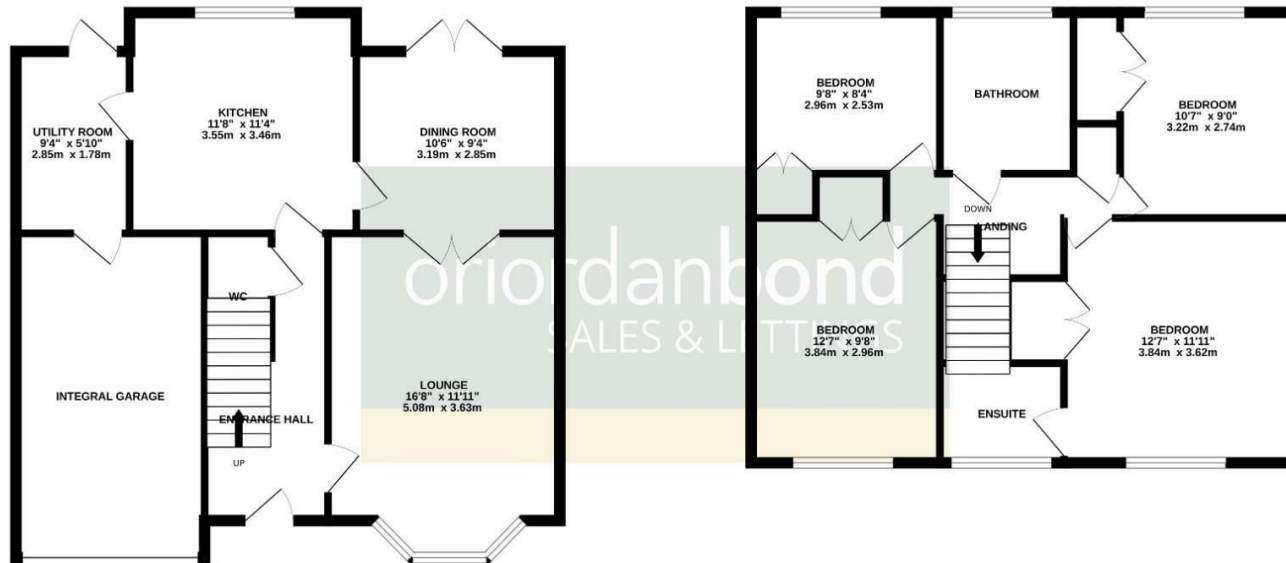 UTILITY ROOM
9'4" x 5'10"
2.85m x 1.78m
KITCHEN
11'8" x 11'4"
3.55m x 3.46m
DINING ROOM
10'6" x 9'4"
3.19m x 2.85m
WC
INTEGRAL GARAGE
ENTRANCE HALL
UP
LOUNGE
16'8" x 11'11"
5.08m x 3.63m
oriordanbond
SALES & LETTINGS
BEDROOM
9'8" x 8'4"
2.96m x 2.53m
BATHROOM
BEDROOM
10'7" x 9'0"
3.22m x 2.74m
DOWN
LANDING
BEDROOM
12'7" x 9'8"
3.84m x 2.96m
BEDROOM
12'7" x 11'11"
3.84m x 3.62m
ENSUITE